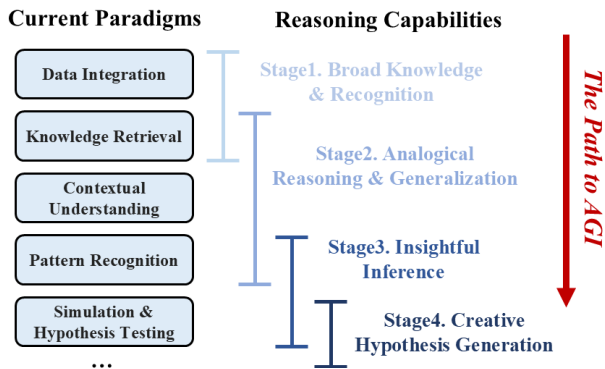 Current Paradigms
Data Integration
Knowledge Retrieval
Contextual
Understanding
Pattern Recognition
Simulation &
Hypothesis Testing
...
Reasoning Capabilities
Stage1. Broad Knowledge
& Recognition
Stage2. Analogical
Reasoning & Generalization
Stage3. Insightful
Inference
Stage4. Creative
Hypothesis Generation
The Path to AGI